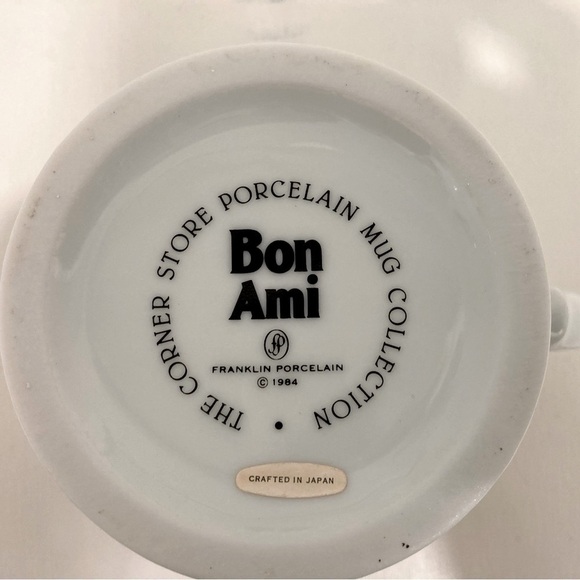 THE CORNER STORE PORCELAIN MUG COLLECTION •
Bon
Ami
FP
FRANKLIN PORCELAIN
© 1984
CRAFTED IN JAPAN